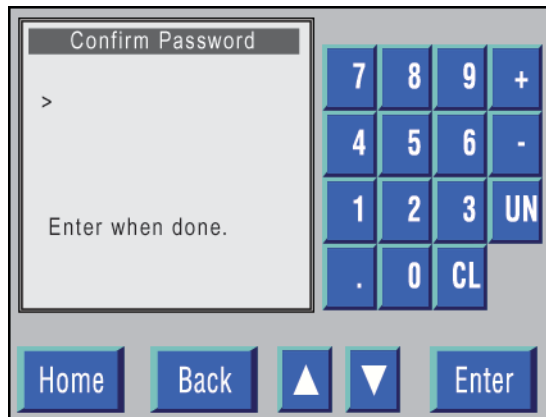 Confirm Password
>
Enter when done.
7 8 9 +
4 5 6 -
1 2 3 UN
. 0 CL
Home Back Enter